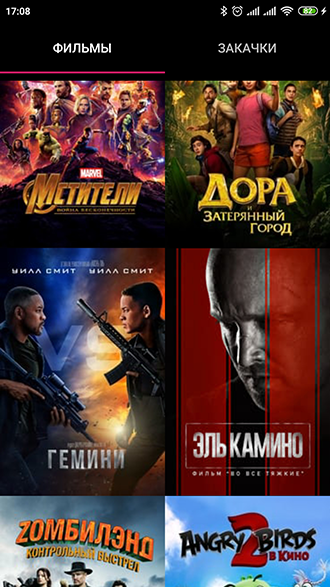 17:08
ФИЛЬМЫ
ЗАКАЧКИ
MARVEL
МСТИТЕЛИ
ВОЙНА БЕСКОНЕЧНОСТИ
ДОРА
И
ЗАТЕРЯННЫЙ
ГОРОД
УИЛЛ СМИТ
УИЛЛ СМИТ
VS
ГЕМИНИ
ЭЛЬ КАМИНО
ФИЛЬМ "ВО ВСЕ ТЯЖКИЕ"
ZОМБИЛЭНД
КОНТРОЛЬНЫЙ ВЫСТРЕЛ
ANGRY BIRDS
2
В КИНО